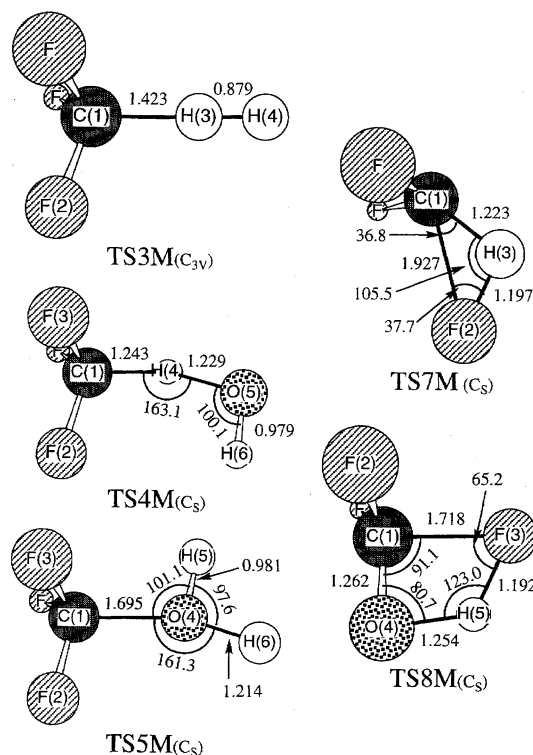 F
F
1.423
0.879
C(1)
H(3)
H(4)
F(2)
TS3M(C3V)
F
C(1)
F
36.8
1.223
H(3)
1.927
105.5
37.7
1.197
F(2)
TS7M(CS)
F(3)
F
1.243
1.229
C(1)
H(4)
O(5)
163.1
100.1
0.979
F(2)
H(6)
TS4M(CS)
F(2)
F
65.2
C(1)
1.718
F(3)
91.1
1.262
80.7
123.0
1.192
O(4)
H(5)
1.254
TS8M(CS)
F(3)
H(5)
0.981
F
101.1
97.6
C(1)
1.695
O(4)
H(6)
161.3
1.214
F(2)
TS5M(CS)